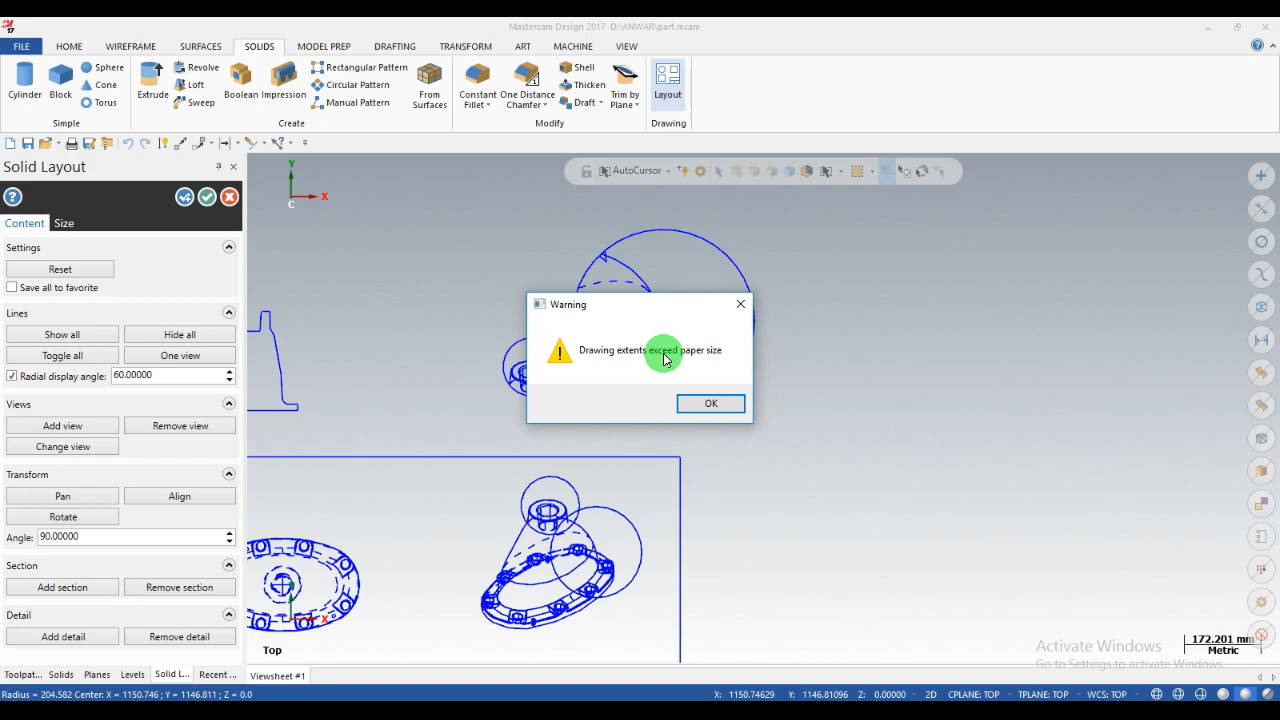 Mastercam Design 2017 D:\ANWAR\part.mcam
FILE HOME WIREFRAME SURFACES SOLIDS MODEL PREP DRAFTING TRANSFORM ART MACHINE VIEW
Cylinder
Block
Sphere
Cone
Torus
Simple
Extrude
Revolve
Loft
Sweep
Boolean
Impression
Rectangular Pattern
Circular Pattern
Manual Pattern
From Surfaces
Create
Constant Fillet
One Distance Chamfer
Shell
Thicken
Draft
Trim by Plane
Modify
Layout
Drawing
Solid Layout
AutoCursor
Content Size
Settings
Reset
Save all to favorite
Lines
Show all Hide all
Toggle all One view
Radial display angle: 60.00000
Views
Add view Remove view
Change view
Transform
Pan Align
Rotate
Angle: 90.00000
Section
Add section Remove section
Detail
Add detail Remove detail
Y
X
C
Warning
Drawing extents exceed paper size
OK
X
Top
172.201 mm
Metric
Activate Windows
Go to Settings to activate Windows.
Toolpat... Solids Planes Levels Solid L... Recent ...
Viewsheet #1
Radius = 204.582 Center: X = 1150.746 ; Y = 1146.811 ; Z = 0.0
X: 1150.74629 Y: 1146.81096 Z: 0.00000 2D CPLANE: TOP TPLANE: TOP WCS: TOP